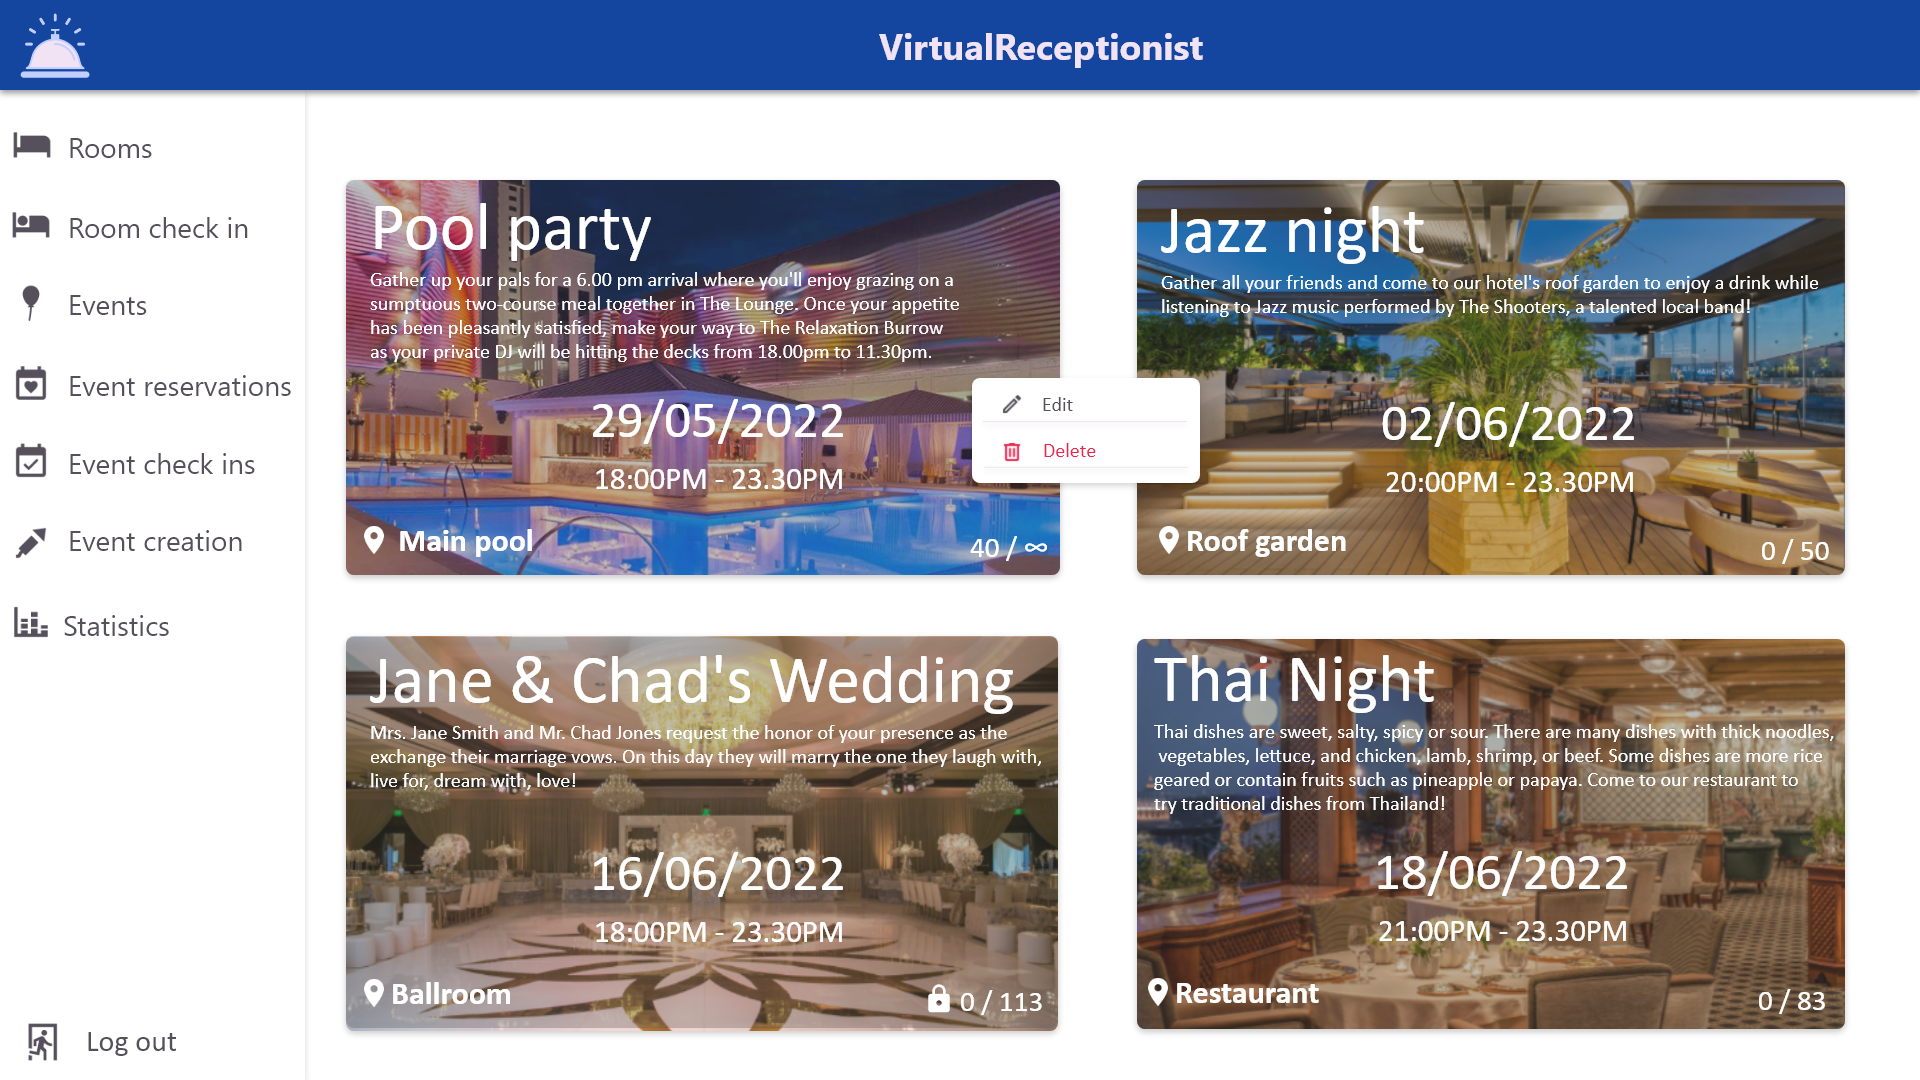 VirtualReceptionist
Rooms
Room check in
Events
Event reservations
Event check ins
Event creation
Statistics
Log out
Pool party
Gather up your pals for a 6.00 pm arrival where you'll enjoy grazing on a
sumptuous two-course meal together in The Lounge. Once your appetite
has been pleasantly satisfied, make your way to The Relaxation Burrow
as your private DJ will be hitting the decks from 18.00pm to 11.30pm.
29/05/2022
18:00PM - 23.30PM
Main pool
40 / ∞
Edit
Delete
Jazz night
Gather all your friends and come to our hotel's roof garden to enjoy a drink while
listening to Jazz music performed by The Shooters, a talented local band!
02/06/2022
20:00PM - 23.30PM
Roof garden
0 / 50
Jane & Chad's Wedding
Mrs. Jane Smith and Mr. Chad Jones request the honor of your presence as the
exchange their marriage vows. On this day they will marry the one they laugh with,
live for, dream with, love!
16/06/2022
18:00PM - 23.30PM
Ballroom
0 / 113
Thai Night
Thai dishes are sweet, salty, spicy or sour. There are many dishes with thick noodles,
vegetables, lettuce, and chicken, lamb, shrimp, or beef. Some dishes are more rice
geared or contain fruits such as pineapple or papaya. Come to our restaurant to
try traditional dishes from Thailand!
18/06/2022
21:00PM - 23.30PM
Restaurant
0 / 83